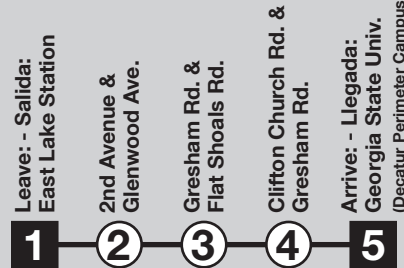 Leave: - Salida:
East Lake Station
2nd Avenue &
Glenwood Ave.
Gresham Rd. &
Flat Shoals Rd.
Clifton Church Rd. &
Gresham Rd.
Arrive: - Llegada:
Georgia State Univ.
(Decatur Perimeter Campus
1
2
3
4
5